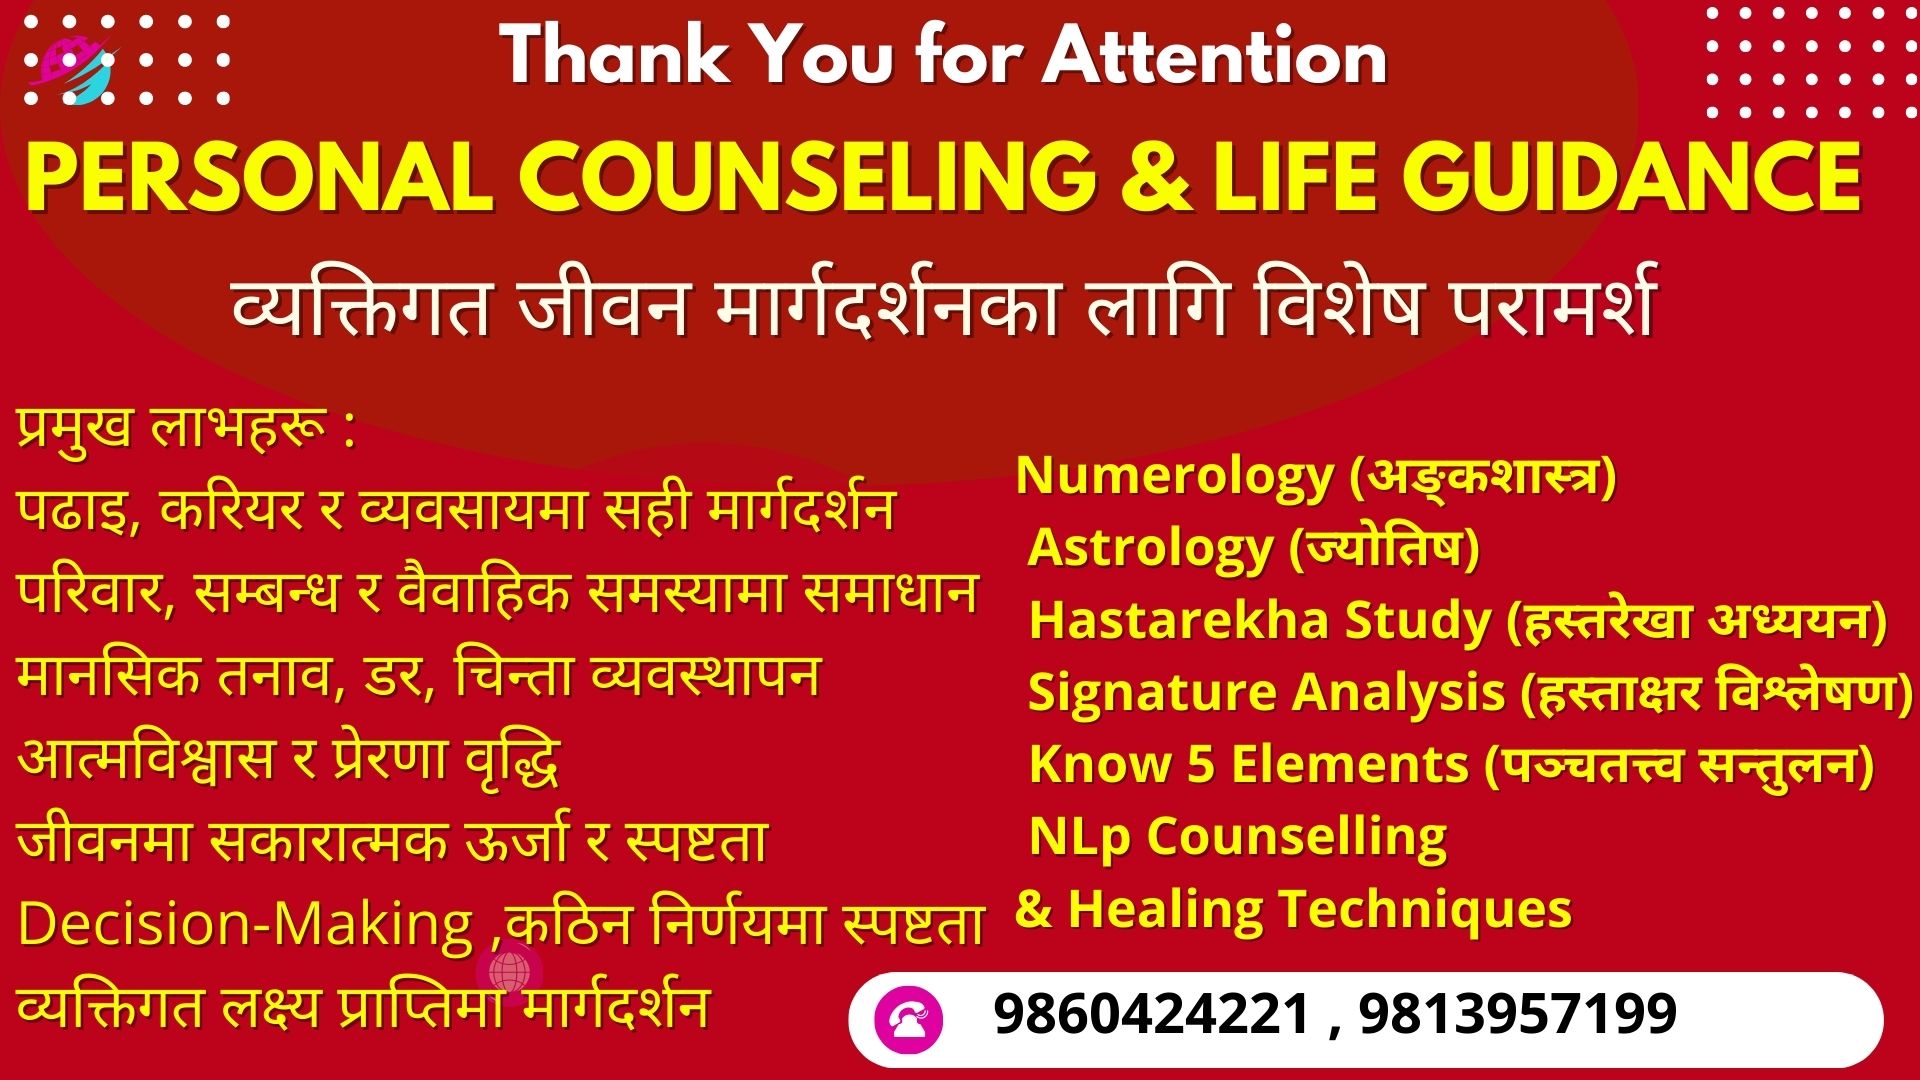 Thank You for Attention
PERSONAL COUNSELING & LIFE GUIDANCE
व्यक्तिगत जीवन मार्गदर्शनका लागि विशेष परामर्श
प्रमुख लाभहरू :
पढाइ, करियर र व्यवसायमा सही मार्गदर्शन
परिवार, सम्बन्ध र वैवाहिक समस्यामा समाधान
मानसिक तनाव, डर, चिन्ता व्यवस्थापन
आत्मविश्वास र प्रेरणा वृद्धि
जीवनमा सकारात्मक ऊर्जा र स्पष्टता
Decision-Making ,कठिन निर्णयमा स्पष्टता
व्यक्तिगत लक्ष्य प्राप्तिमा मार्गदर्शन
Numerology (अङ्कशास्त्र)
Astrology (ज्योतिष)
Hastarekha Study (हस्तरेखा अध्ययन)
Signature Analysis (हस्ताक्षर विश्लेषण)
Know 5 Elements (पञ्चतत्त्व सन्तुलन)
NLp Counselling
& Healing Techniques
9860424221 , 9813957199